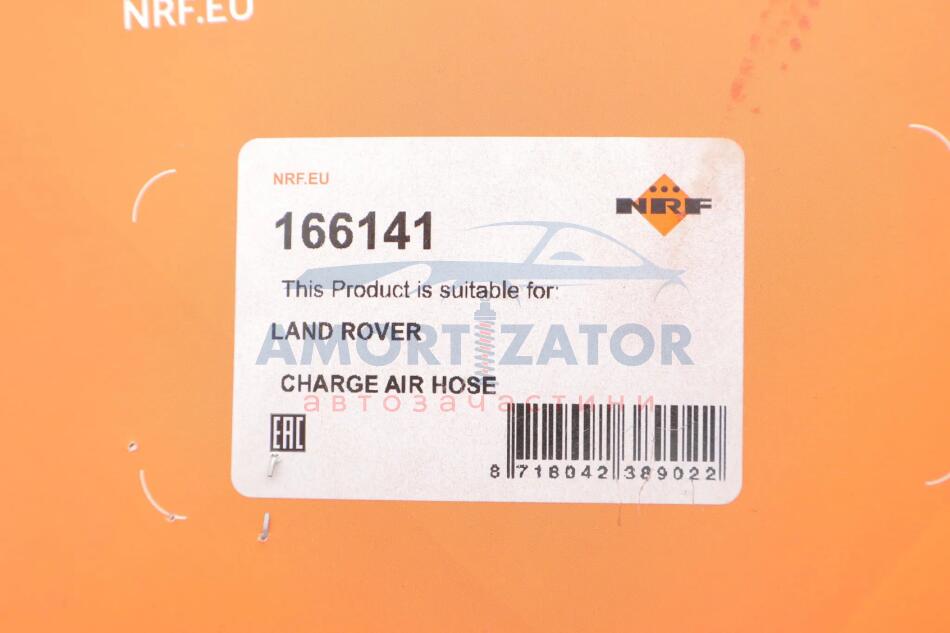 NRF.EU
NRF.EU
NRF
166141
This Product is suitable for:
LAND ROVER
AMORTIZATOR
CHARGE AIR HOSE
автозачастини
EAC
8 718042 389022